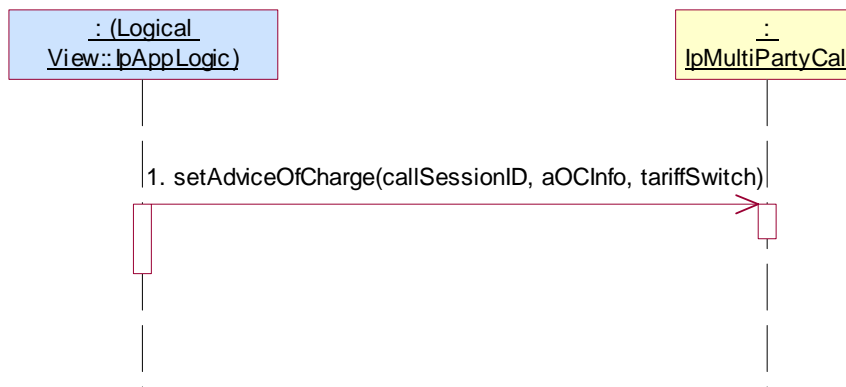 : (Logical
View::IpAppLogic)
:
IpMultiPartyCal
1. setAdviceOfCharge(callSessionID, aOCInfo, tariffSwitch)